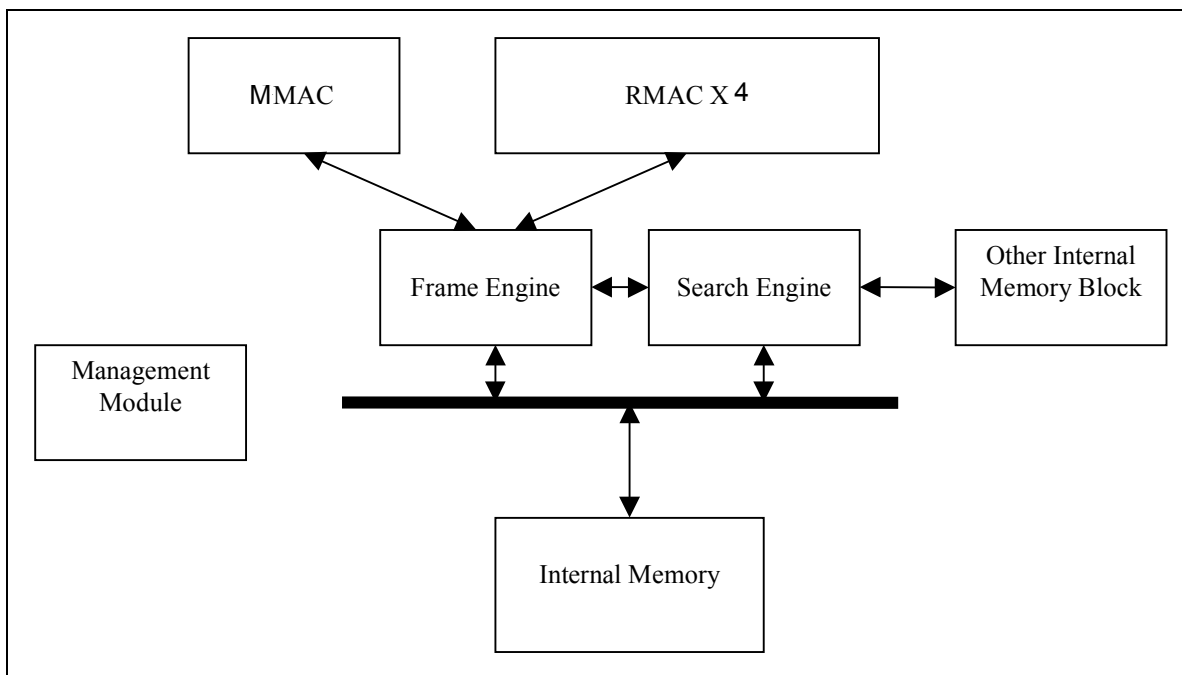 MMAC
RMAC X 4
Frame Engine
Search Engine
Other Internal
Memory Block
Management
Module
Internal Memory